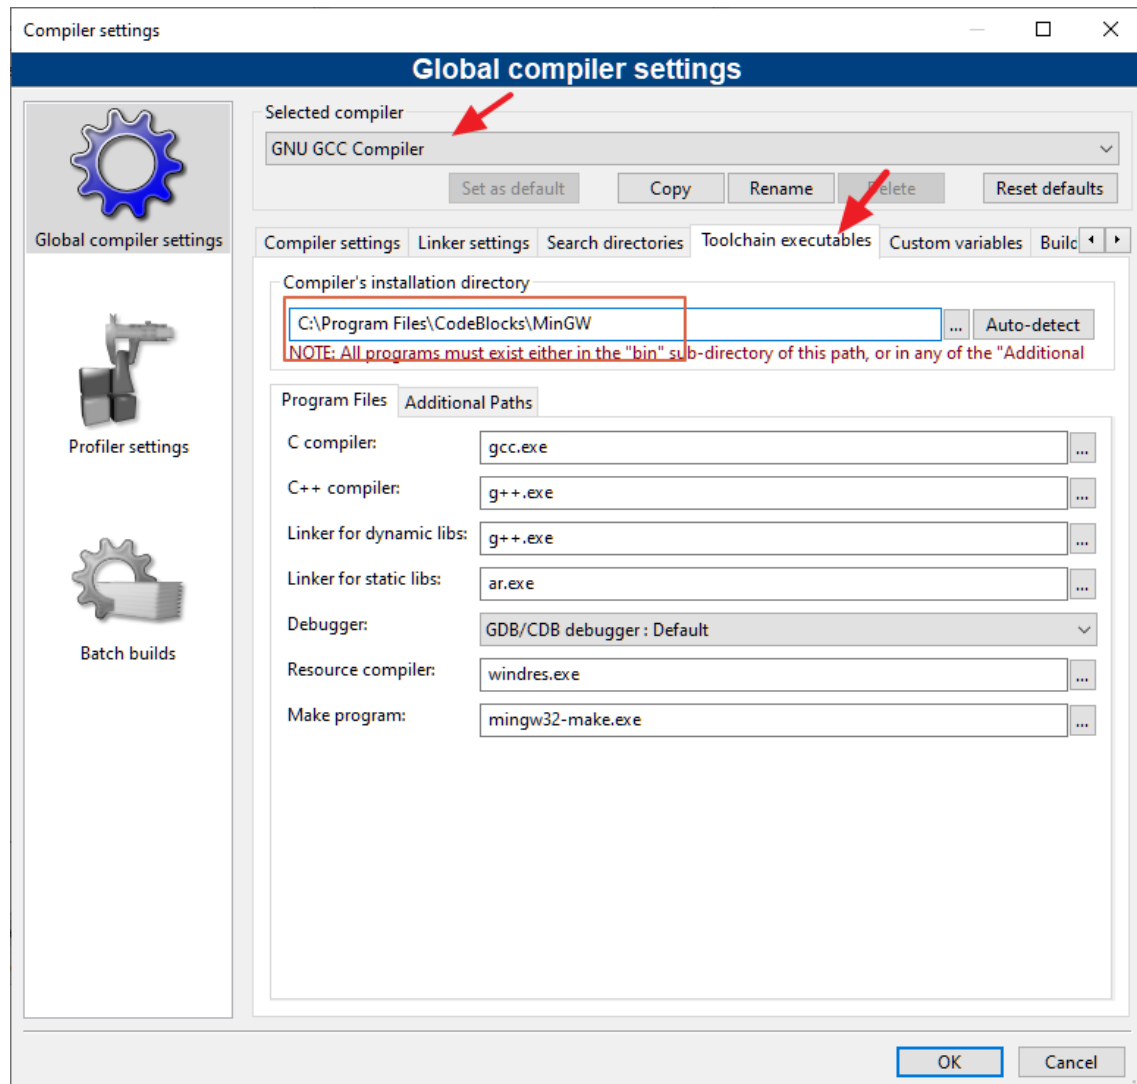 Compiler settings
Global compiler settings
Selected compiler
GNU GCC Compiler
Set as default
Copy
Rename
Reset defaults
Global compiler settings
Profiler settings
Batch builds
Compiler settings
Linker settings
Search directories
Toolchain executables
Custom variables
Compiler's installation directory
C:\Program Files\CodeBlocks\MinGW
...
Auto-detect
NOTE: All programs must exist either in the "bin" sub-directory of this path, or in any of the "Additional
Program Files
Additional Paths
C compiler:
gcc.exe
...
C++ compiler:
g++.exe
...
Linker for dynamic libs:
g++.exe
...
Linker for static libs:
ar.exe
...
Debugger:
GDB/CDB debugger : Default
Resource compiler:
windres.exe
...
Make program:
mingw32-make.exe
...
OK
Cancel